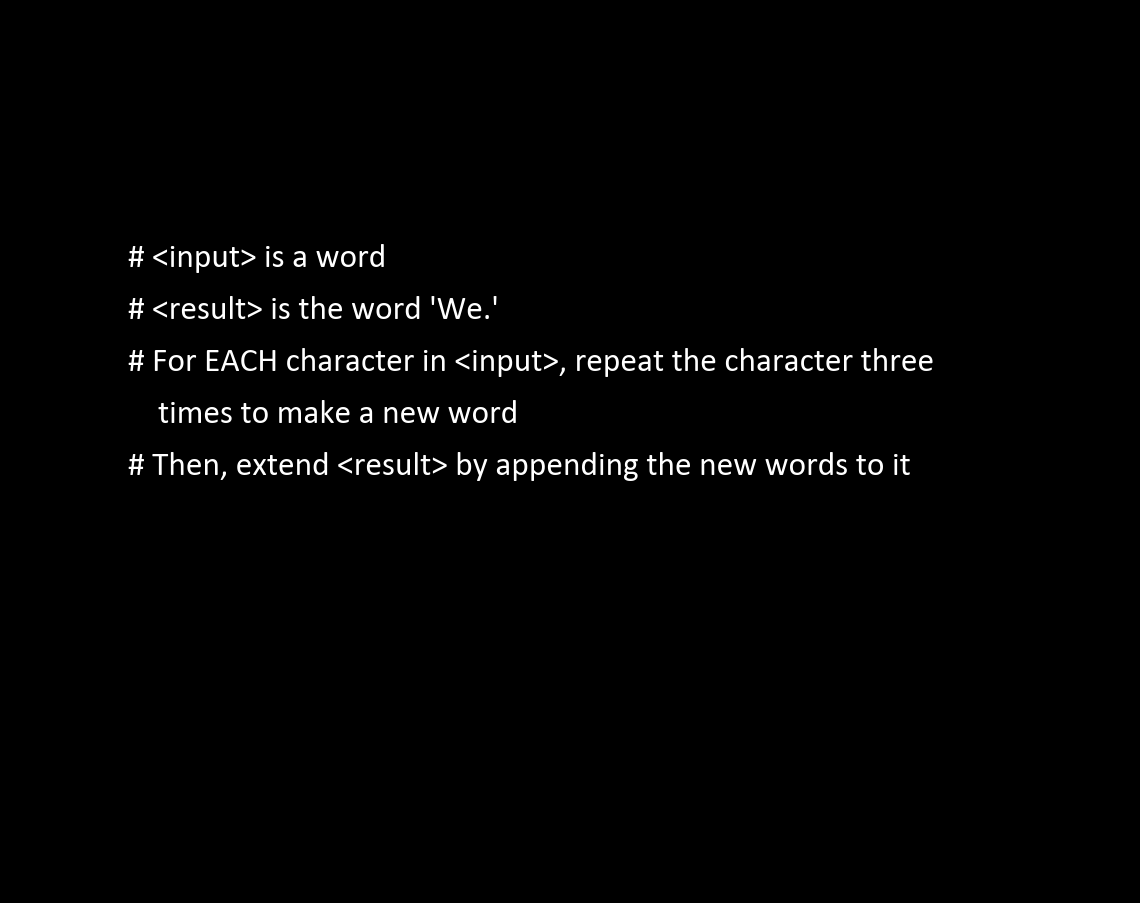 # <input> is a word
# <result> is the word 'We.'
# For EACH character in <input>, repeat the character three
times to make a new word
# Then, extend <result> by appending the new words to it